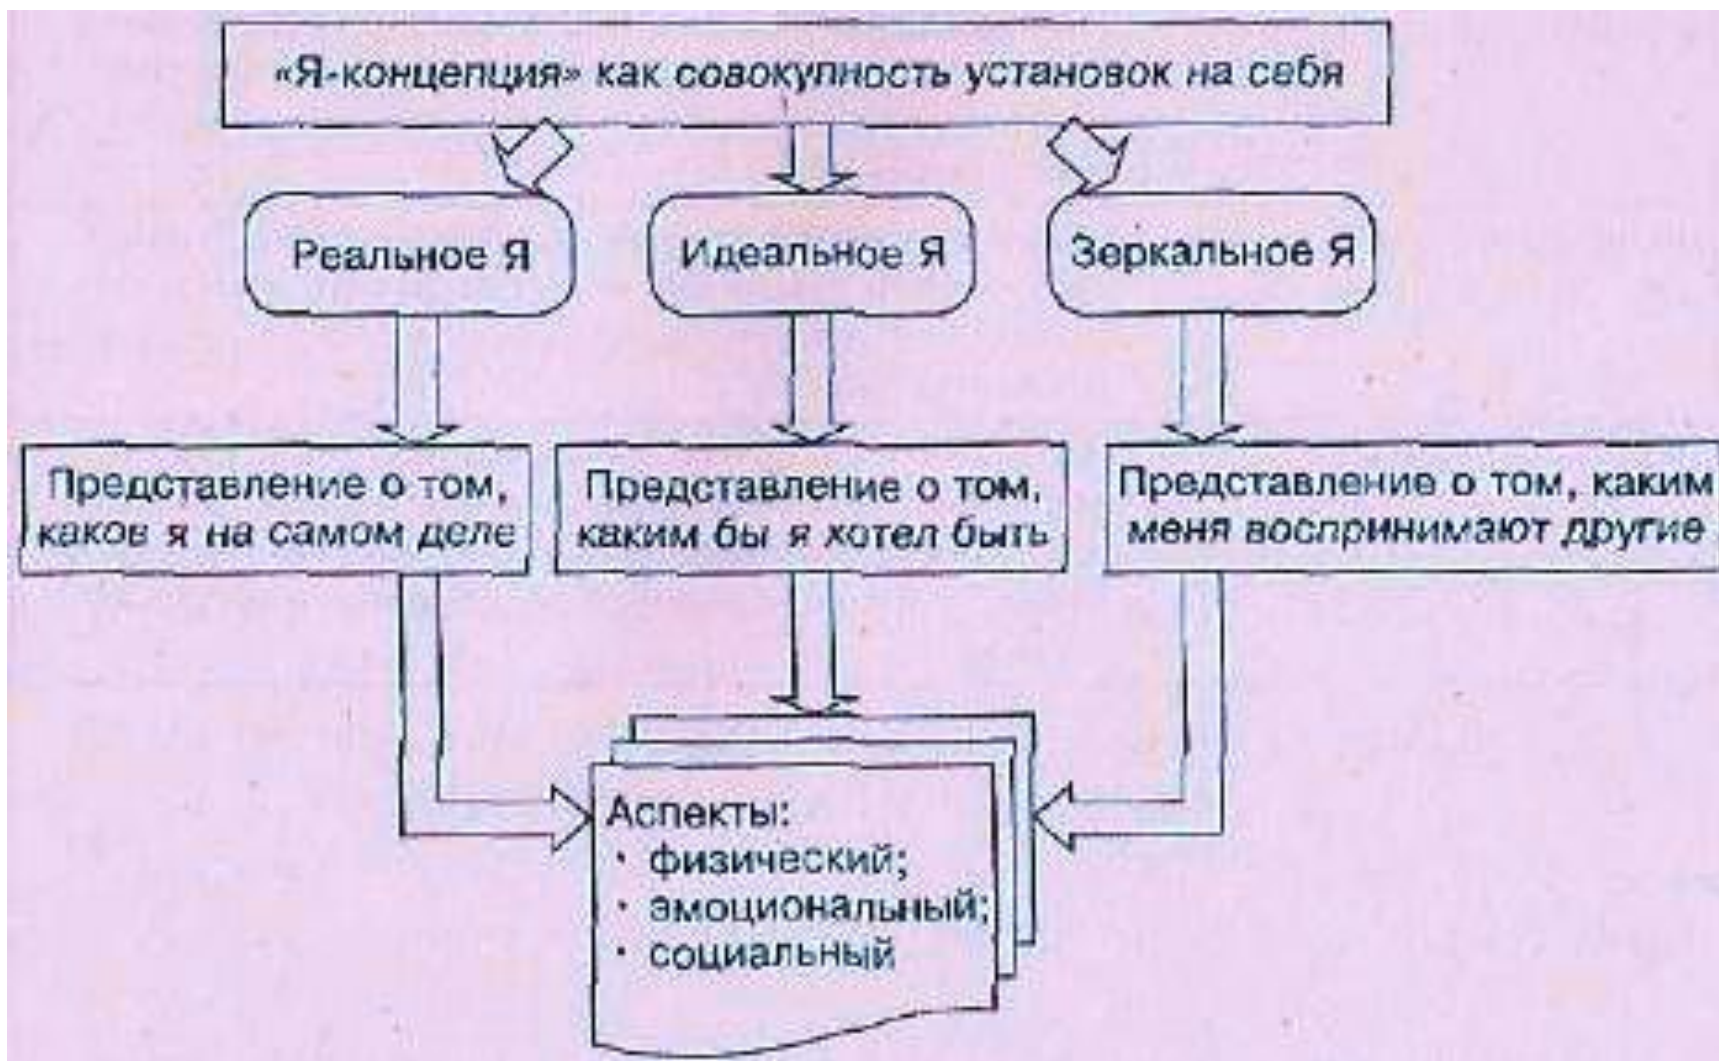 «Я-концепция» как совокупность установок на себя
Реальное Я
Идеальное Я
Зеркальное Я
Представление о том,
каков я на самом деле
Представление о том,
каким бы я хотел быть
Представление о том, каким
меня воспринимают другие
Аспекты:
· физический;
· эмоциональный;
· социальный